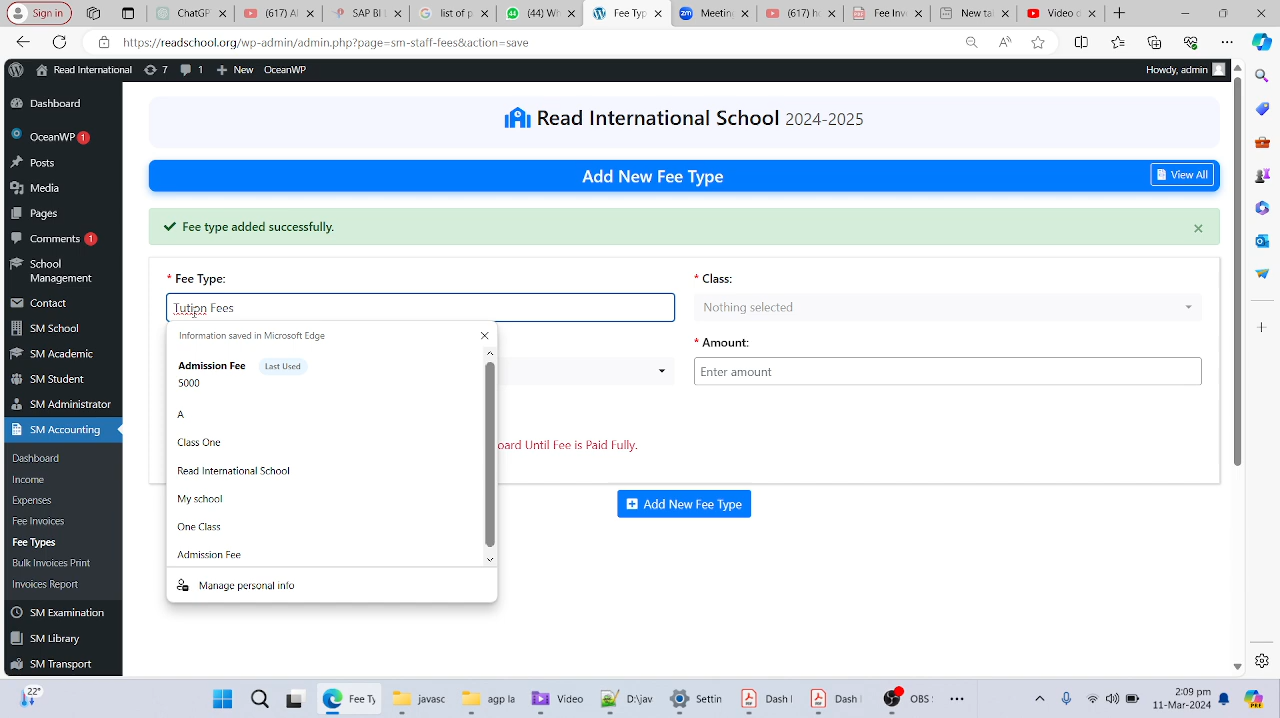 Sign in
ChatGP
(617) Al
SAP BI (
list of p
(44) Wh
Fee Typ
Meeting
(617) ho
Fee Inv
New tab
Video c
https://readschool.org/wp-admin/admin.php?page=sm-staff-fees&action=save
Read International 7 1 New OceanWP Howdy, admin
Dashboard
OceanWP 1
Posts
Media
Pages
Comments 1
School
Management
Contact
SM School
SM Academic
SM Student
SM Administrator
SM Accounting
Dashboard
Income
Expenses
Fee Invoices
Fee Types
Bulk Invoices Print
Invoices Report
SM Examination
SM Library
SM Transport
Read International School 2024-2025
Add New Fee Type
View All
Fee type added successfully.
* Fee Type:
Tution Fees
* Class:
Nothing selected
* Amount:
Enter amount
Information saved in Microsoft Edge
Admission Fee Last Used
5000
A
Class One
Read International School
My school
One Class
Admission Fee
Manage personal info
oard Until Fee is Paid Fully.
Add New Fee Type
22°
Fee Ty
javasc
app la
Video
D:\jav
Settin
Dash I
Dash I
OBS
2:09 pm
11-Mar-2024